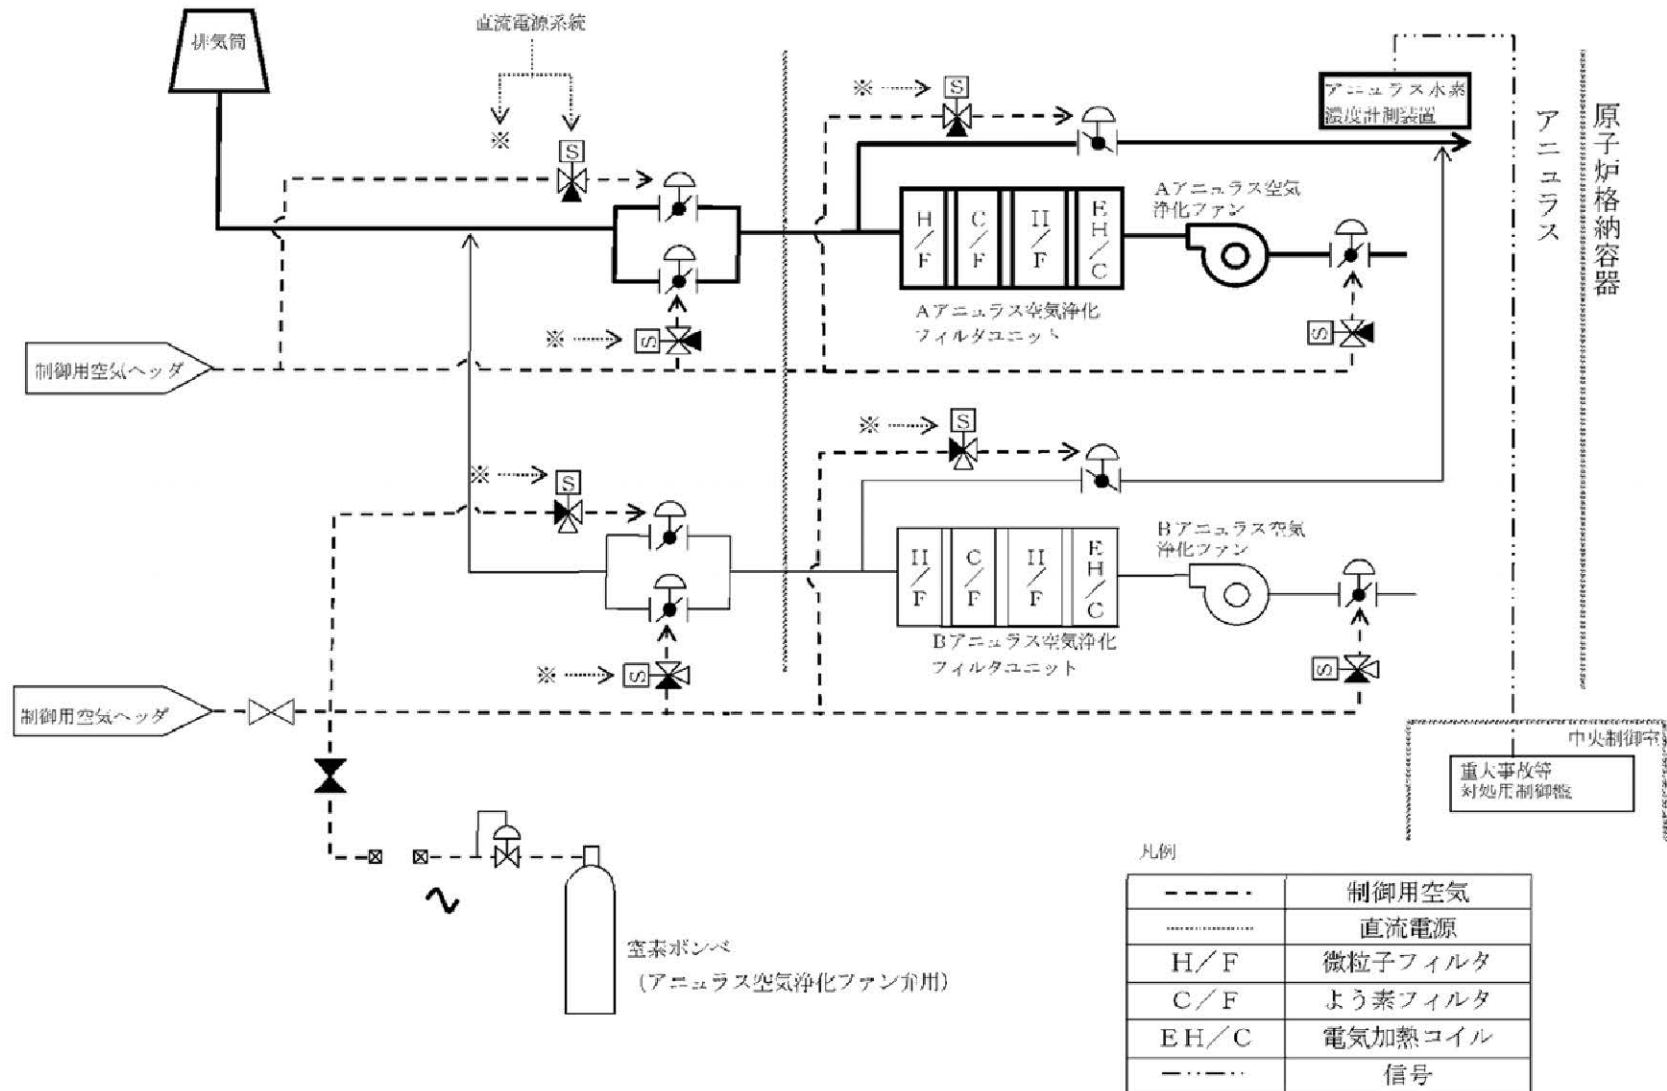 排気筒
直流電源系統
※
※
S
S
アニュラス水素
濃度計測装置
アニュラス
原子炉格納容器
H/F
C/F
H/F
EH/C
Aアニュラス空気
浄化ファン
Aアニュラス空気浄化
フィルタユニット
※
S
S
制御用空気ヘッダ
※
S
※
S
H/F
C/F
H/F
EH/C
Bアニュラス空気
浄化ファン
Bアニュラス空気浄化
フィルタユニット
※
S
S
制御用空気ヘッダ
中央制御室
重大事故等
対処用制御盤
窒素ボンベ
(アニュラス空気浄化ファン弁用)
凡例
制御用空気
直流電源
H/F 微粒子フィルタ
C/F よう素フィルタ
EH/C 電気加熱コイル
信号